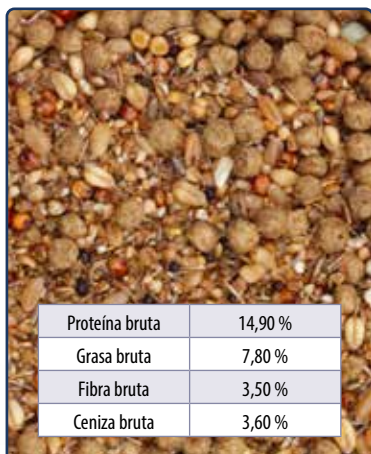 Proteína bruta 14,90 %
Grasa bruta 7,80 %
Fibra bruta 3,50 %
Ceniza bruta 3,60 %